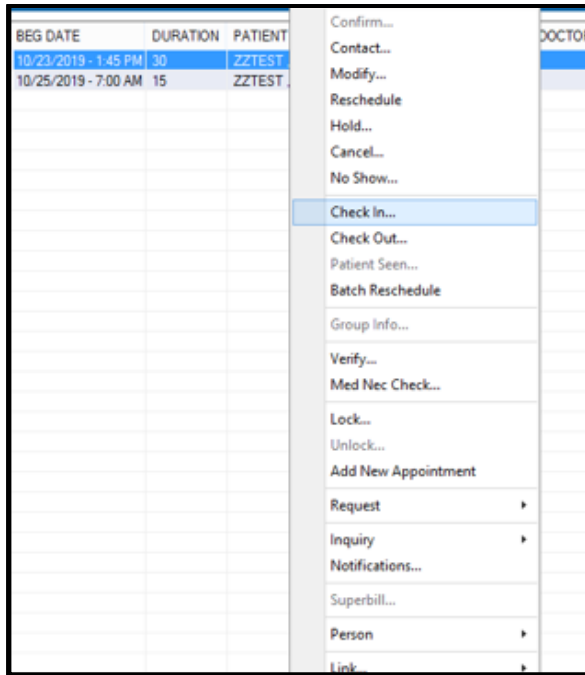 BEG DATE DURATION PATIENT DOCTO
10/23/2019 - 1:45 PM 30 ZZTEST ,
10/25/2019 - 7:00 AM 15 ZZTEST ,
Confirm...
Contact...
Modify...
Reschedule
Hold...
Cancel...
No Show...
Check In...
Check Out...
Patient Seen...
Batch Reschedule
Group Info...
Verify...
Med Nec Check...
Lock...
Unlock...
Add New Appointment
Request
Inquiry
Notifications...
Superbill...
Person
Link...